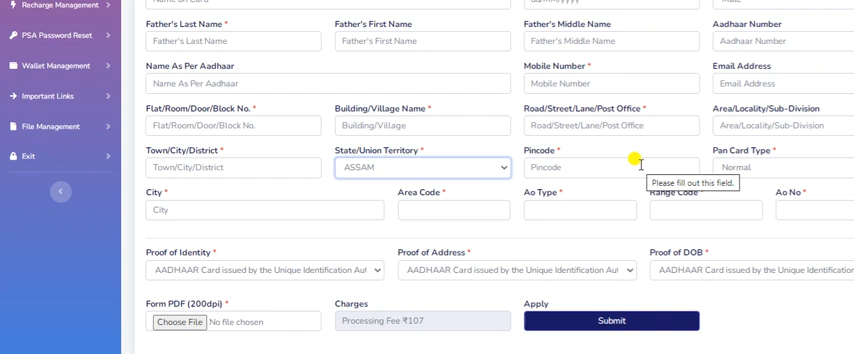 Recharge Management
PSA Password Reset
Wallet Management
Important Links
File Management
Exit
Name on Card
dd/MM/yyyy
Male
Father's Last Name *
Father's First Name
Father's Middle Name
Aadhaar Number
Father's Last Name
Father's First Name
Father's Middle Name
Aadhaar Number
Name As Per Aadhaar
Mobile Number *
Email Address
Name As Per Aadhaar
Mobile Number
Email Address
Flat/Room/Door/Block No. *
Building/Village Name *
Road/Street/Lane/Post Office *
Area/Locality/Sub-Division
Flat/Room/Door/Block No.
Building/Village
Road/Street/Lane/Post Office
Area/Locality/Sub-Division
Town/City/District *
State/Union Territory *
Pincode *
Pan Card Type *
Town/City/District
ASSAM
Pincode
Normal
Please fill out this field.
City *
Area Code *
Ao Type *
Range Code *
Ao No *
City
Proof of Identity *
Proof of Address *
Proof of DOB *
AADHAAR Card issued by the Unique Identification Aut
AADHAAR Card issued by the Unique Identification Aut
AADHAAR Card issued by the Unique Identification
Form PDF (200dpi) *
Charges
Apply
Choose File No file chosen
Processing Fee ₹107
Submit